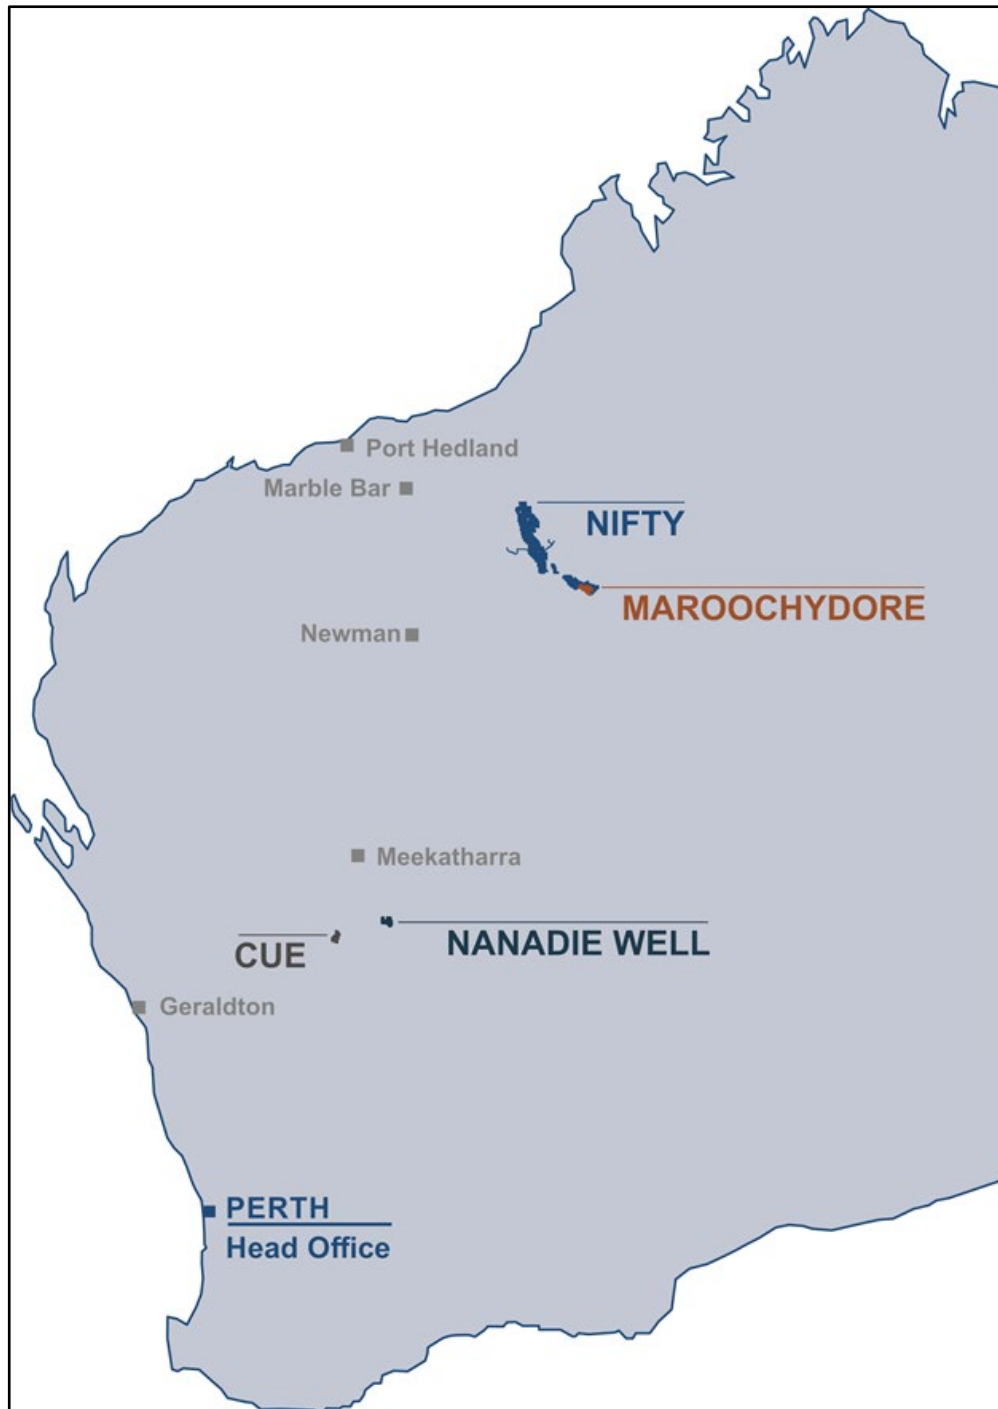 Port Hedland
Marble Bar
NIFTY
MAROOCHYDORE
Newman
Meekatharra
CUE
NANADIE WELL
Geraldton
PERTH
Head Office